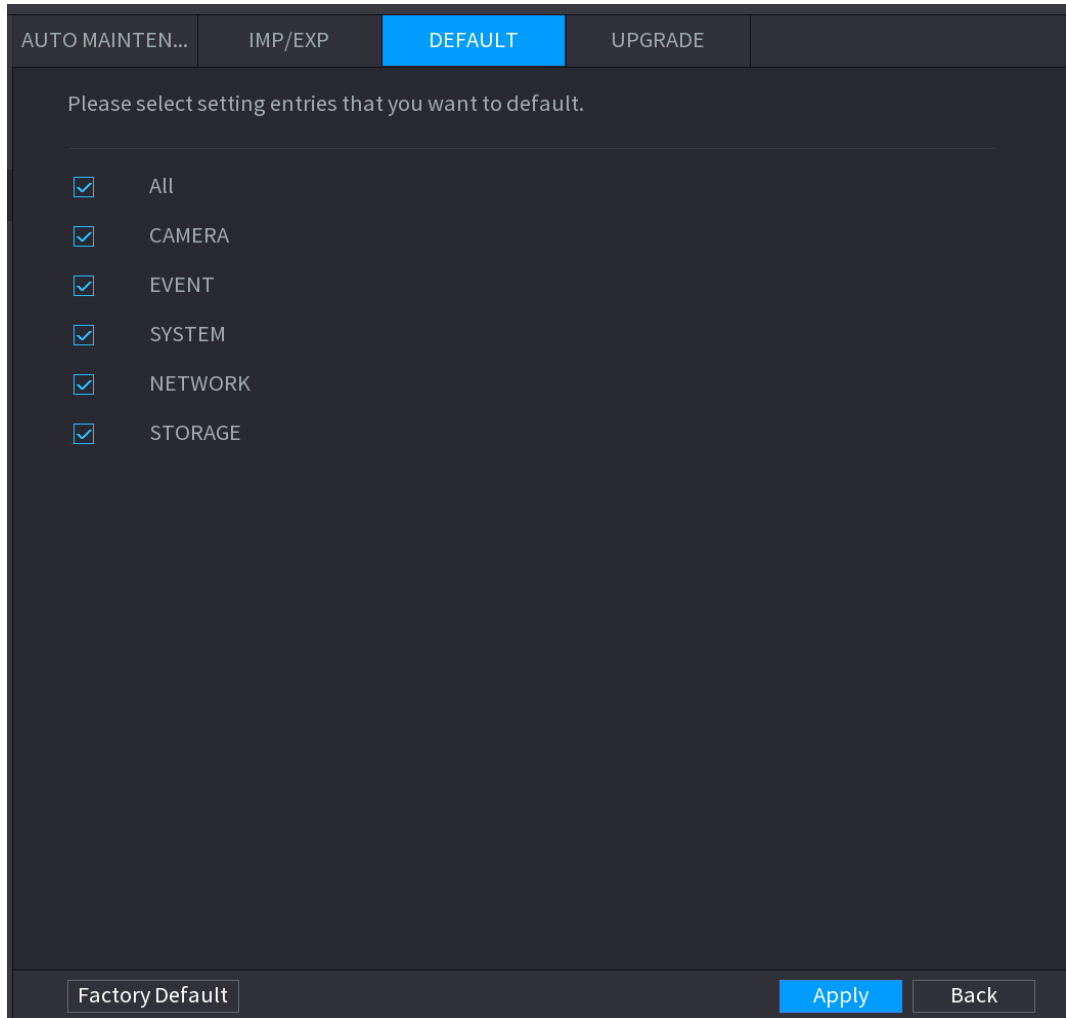 AUTO MAINTEN... IMP/EXP DEFAULT UPGRADE
Please select setting entries that you want to default.
All
CAMERA
EVENT
SYSTEM
NETWORK
STORAGE
Factory Default Apply Back